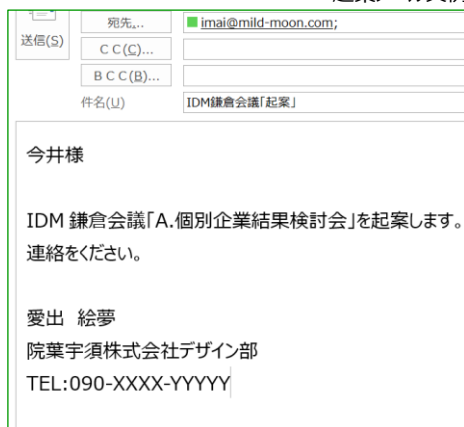 宛先...
imai@mild-moon.com;
送信(S)
CC(C)...
BCC(B)...
件名(U)
IDM鎌倉会議「起案」
今井様
IDM 鎌倉会議「A.個別企業結果検討会」を起案します。
連絡をください。
愛出 絵夢
院葉宇須株式会社デザイン部
TEL:090-XXXX-YYYYY